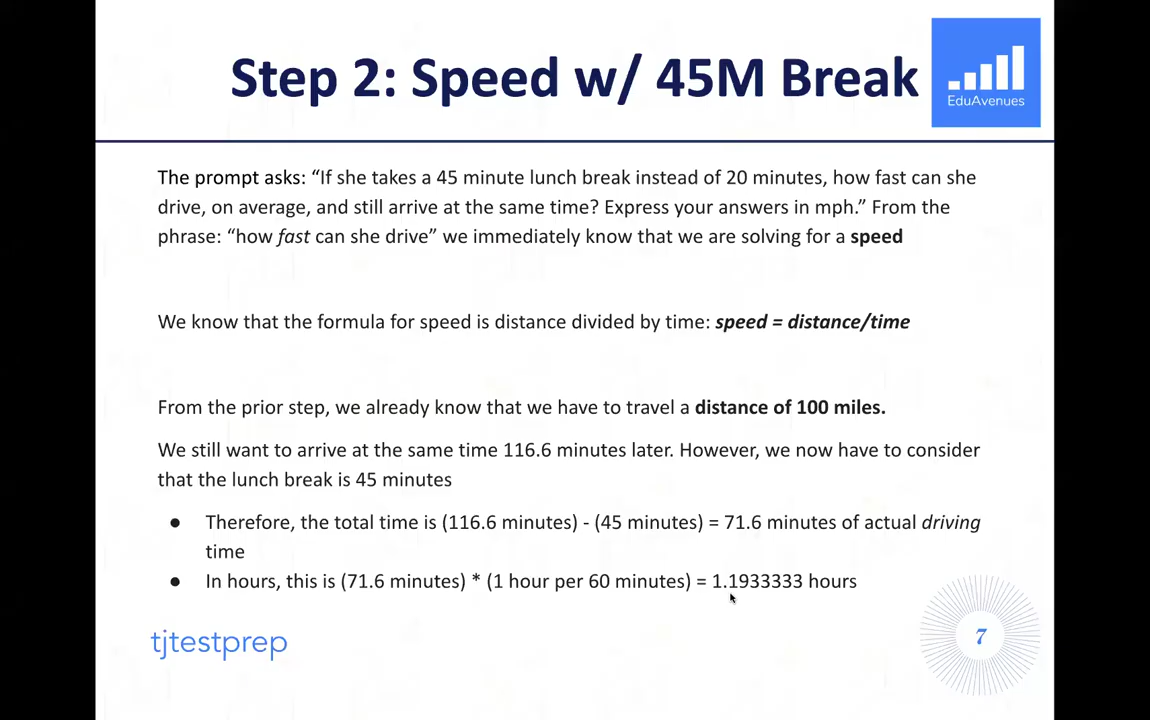 Step 2: Speed w/ 45M Break
EduAvenues
The prompt asks: “If she takes a 45 minute lunch break instead of 20 minutes, how fast can she
drive, on average, and still arrive at the same time? Express your answers in mph.” From the
phrase: “how fast can she drive” we immediately know that we are solving for a speed
We know that the formula for speed is distance divided by time: speed = distance/time
From the prior step, we already know that we have to travel a distance of 100 miles.
We still want to arrive at the same time 116.6 minutes later. However, we now have to consider
that the lunch break is 45 minutes
● Therefore, the total time is (116.6 minutes) - (45 minutes) = 71.6 minutes of actual driving
time
● In hours, this is (71.6 minutes) * (1 hour per 60 minutes) = 1.1933333 hours
tjtestprep
7